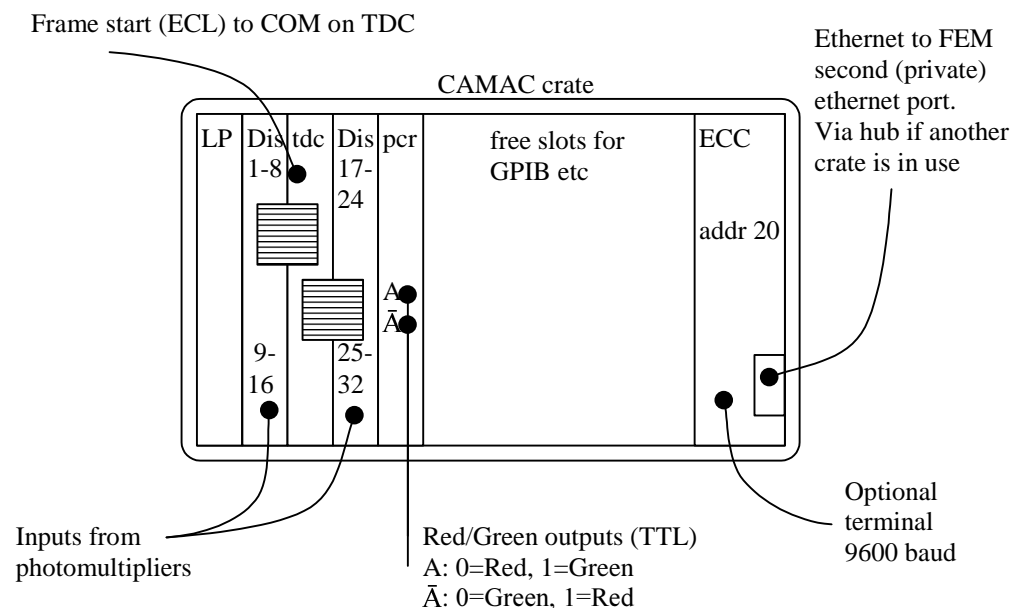 Frame start (ECL) to COM on TDC
Ethernet to FEM
second (private)
ethernet port.
Via hub if another
crate is in use
CAMAC crate
LP
Dis
1-8
tdc
Dis
17-
24
pcr
free slots for
GPIB etc
ECC
addr 20
A
Ā
9-
16
25-
32
Inputs from
photomultipliers
Red/Green outputs (TTL)
A: 0=Red, 1=Green
Ā: 0=Green, 1=Red
Optional
terminal
9600 baud